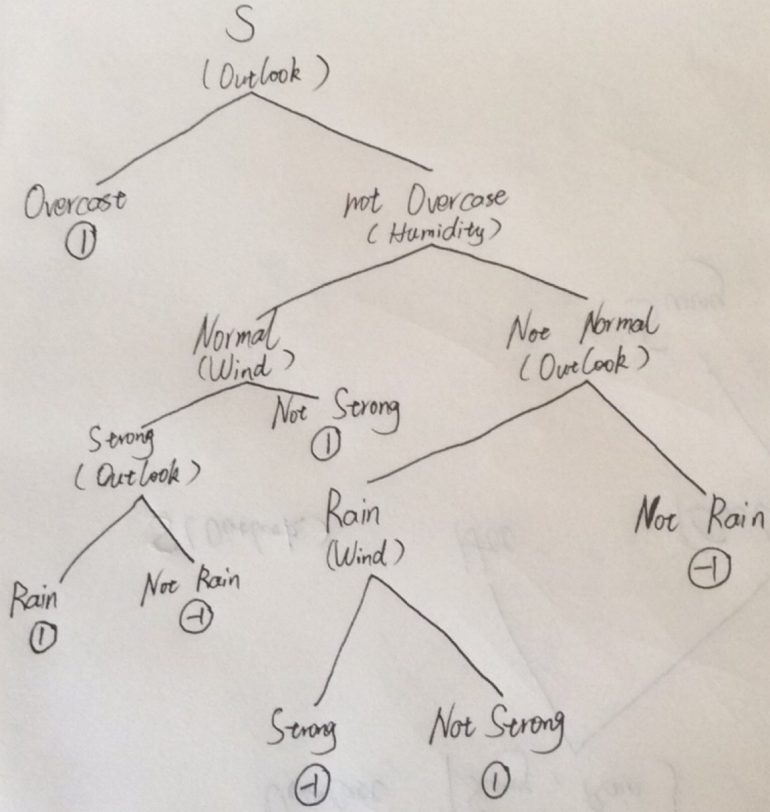 S
(Outlook)
Overcast
①
not Overcase
(Humidity)
Normal
(Wind)
Not Normal
(Outlook)
Strong
(Outlook)
Not Strong
①
Rain
(Wind)
Not Rain
-1
Rain
①
Not Rain
-1
Strong
-1
Not Strong
①